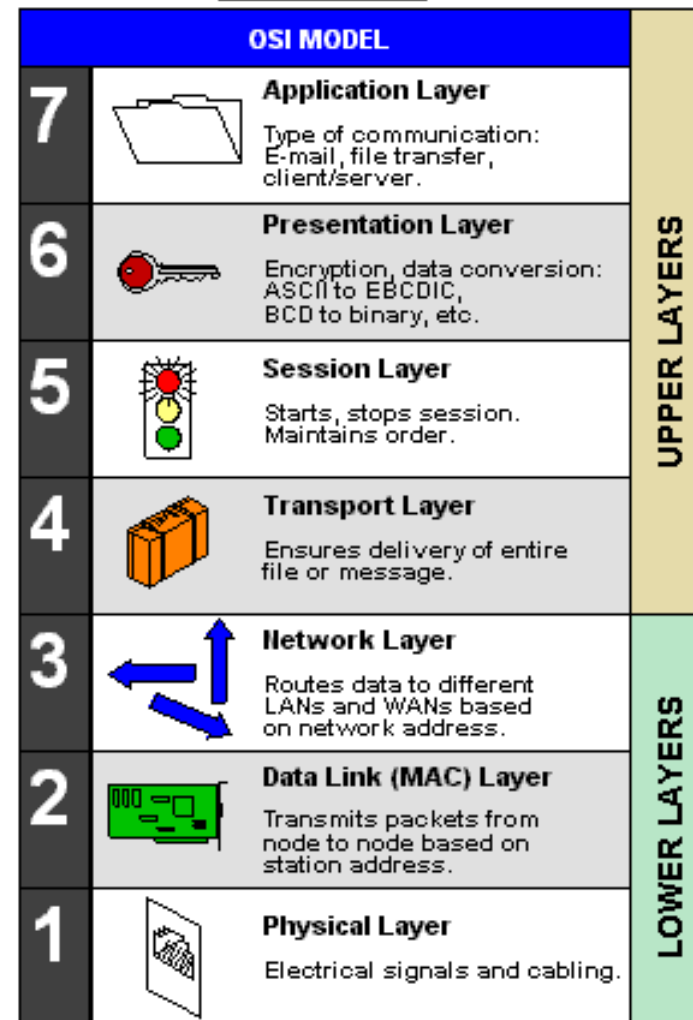 OSI MODEL
7
Application Layer
Type of communication:
E-mail, file transfer,
client/server.
6
Presentation Layer
Encryption, data conversion:
ASCII to EBCDIC,
BCD to binary, etc.
5
Session Layer
Starts, stops session.
Maintains order.
4
Transport Layer
Ensures delivery of entire
file or message.
UPPER LAYERS
3
Network Layer
Routes data to different
LANs and WANs based
on network address.
2
Data Link (MAC) Layer
Transmits packets from
node to node based on
station address.
1
Physical Layer
Electrical signals and cabling.
LOWER LAYERS